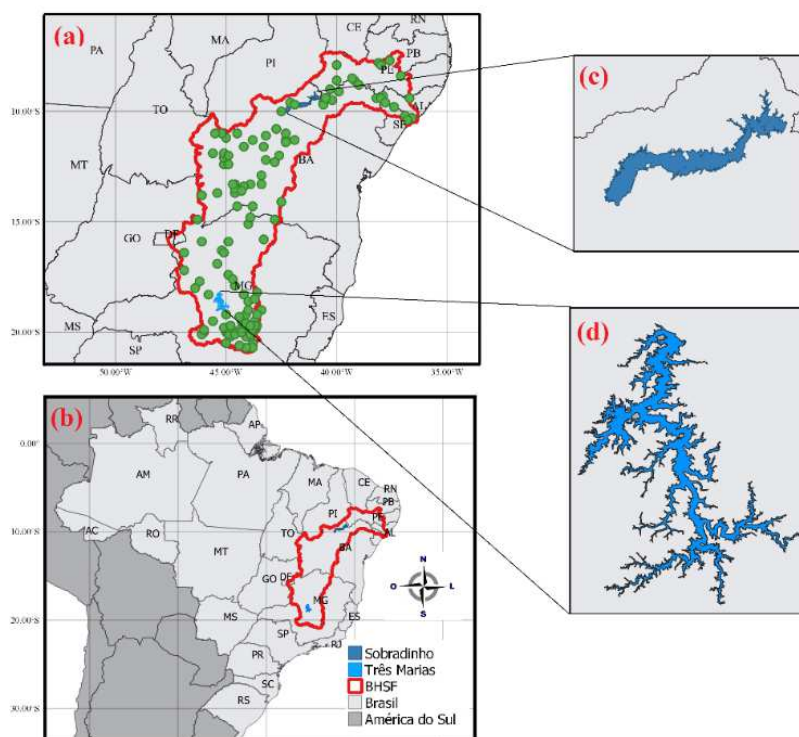 (a)
CE
RN
PA
MA
PI
PB
PE
TO
AL
SE
MT
BA
GO
DF
MG
MS
ES
SP
10.00°S
15.00°S
20.00°S
50.00°W
45.00°W
40.00°W
35.00°W
(c)
(d)
(b)
RR
AP
0.00°
AM
PA
MA
CE
RN
PB
PI
PE
AL
10.00°S
AC
RO
TO
BA
MT
GO
DF
MG
20.00°S
MS
ES
SP
RJ
PR
SC
RS
30.00°S
N
O
L
S
Sobradinho
Três Marias
BHSF
Brasil
América do Sul